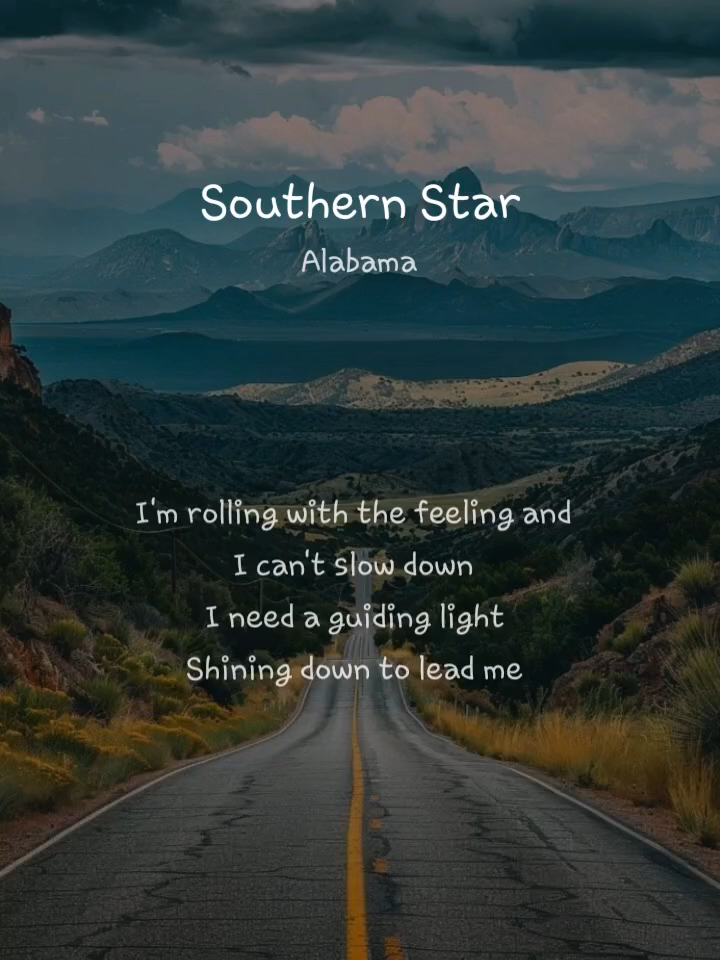 Southern Star
Alabama
I'm rolling with the feeling and
I can't slow down
I need a guiding light
Shining down to lead me